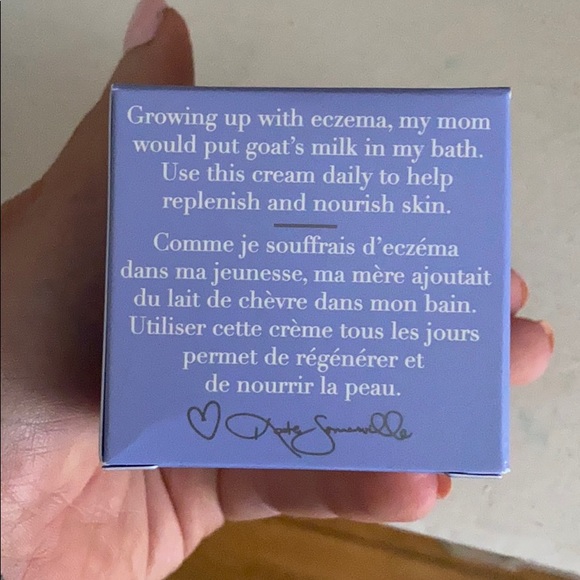 Growing up with eczema, my mom
would put goat's milk in my bath.
Use this cream daily to help
replenish and nourish skin.
Comme je souffrais d'eczéma
dans ma jeunesse, ma mère ajoutait
du lait de chèvre dans mon bain.
Utiliser cette crème tous les jours
permet de régénérer et
de nourrir la peau.
Kate Somerville